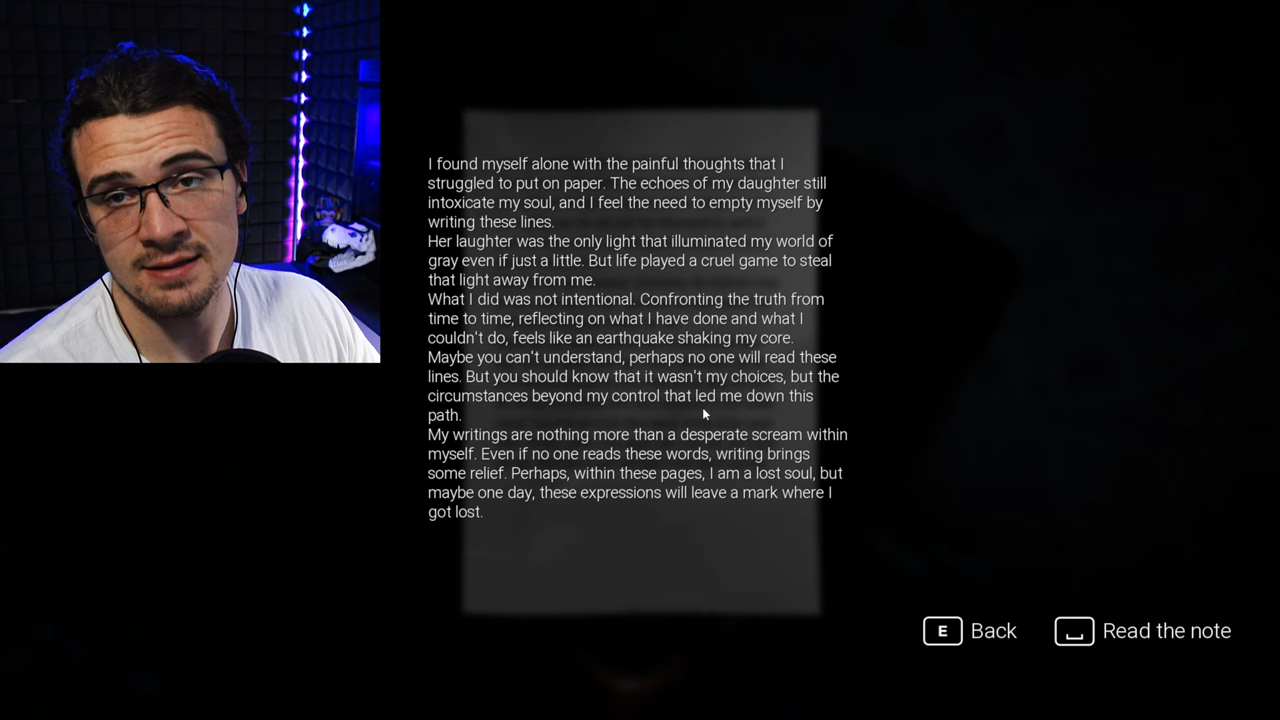 I found myself alone with the painful thoughts that I
struggled to put on paper. The echoes of my daughter still
intoxicate my soul, and I feel the need to empty myself by
writing these lines.
Her laughter was the only light that illuminated my world of
gray even if just a little. But life played a cruel game to steal
that light away from me.
What I did was not intentional. Confronting the truth from
time to time, reflecting on what I have done and what I
couldn't do, feels like an earthquake shaking my core.
Maybe you can't understand, perhaps no one will read these
lines. But you should know that it wasn't my choices, but the
circumstances beyond my control that led me down this
path.
My writings are nothing more than a desperate scream within
myself. Even if no one reads these words, writing brings
some relief. Perhaps, within these pages, I am a lost soul, but
maybe one day, these expressions will leave a mark where I
got lost.
E Back Read the note